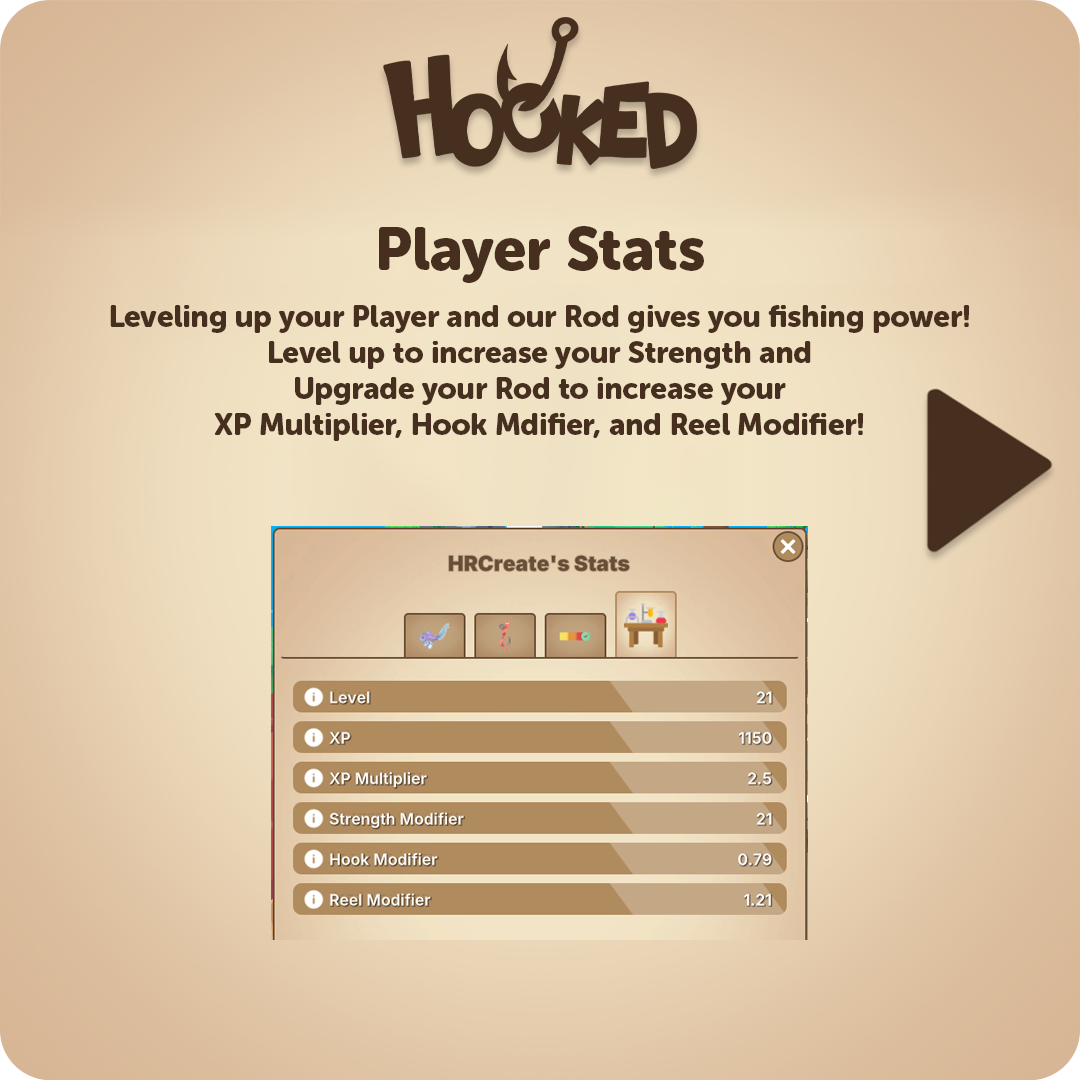 HOOKED
Player Stats
Leveling up your Player and our Rod gives you fishing power!
Level up to increase your Strength and
Upgrade your Rod to increase your
XP Multiplier, Hook Mdifier, and Reel Modifier!
HRCreate's Stats
Level 21
XP 1150
XP Multiplier 2.5
Strength Modifier 21
Hook Modifier 0.79
Reel Modifier 1.21